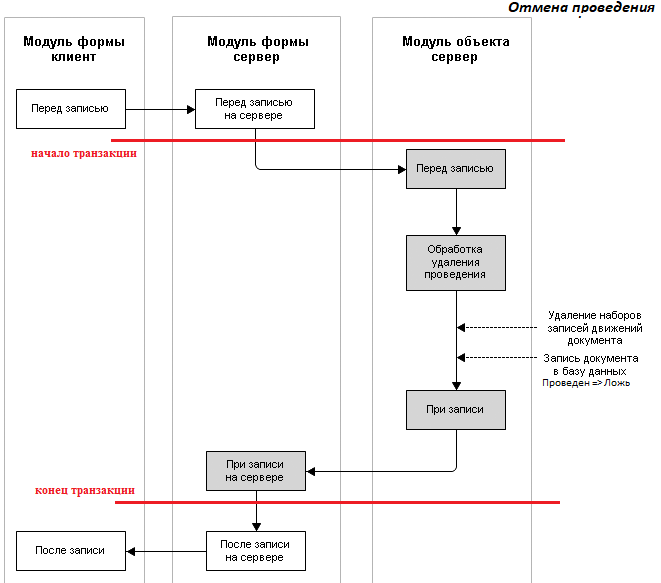 Отмена проведения
Модуль формы
клиент
Модуль формы
сервер
Модуль объекта
сервер
Перед записью
Перед записью
на сервере
начало транзакции
Перед записью
Обработка
удаления
проведения
Удаление наборов
записей движений
документа
Запись документа
в базу данных
Проведен => Ложь
При записи
При записи
на сервере
конец транзакции
После записи
После записи
на сервере